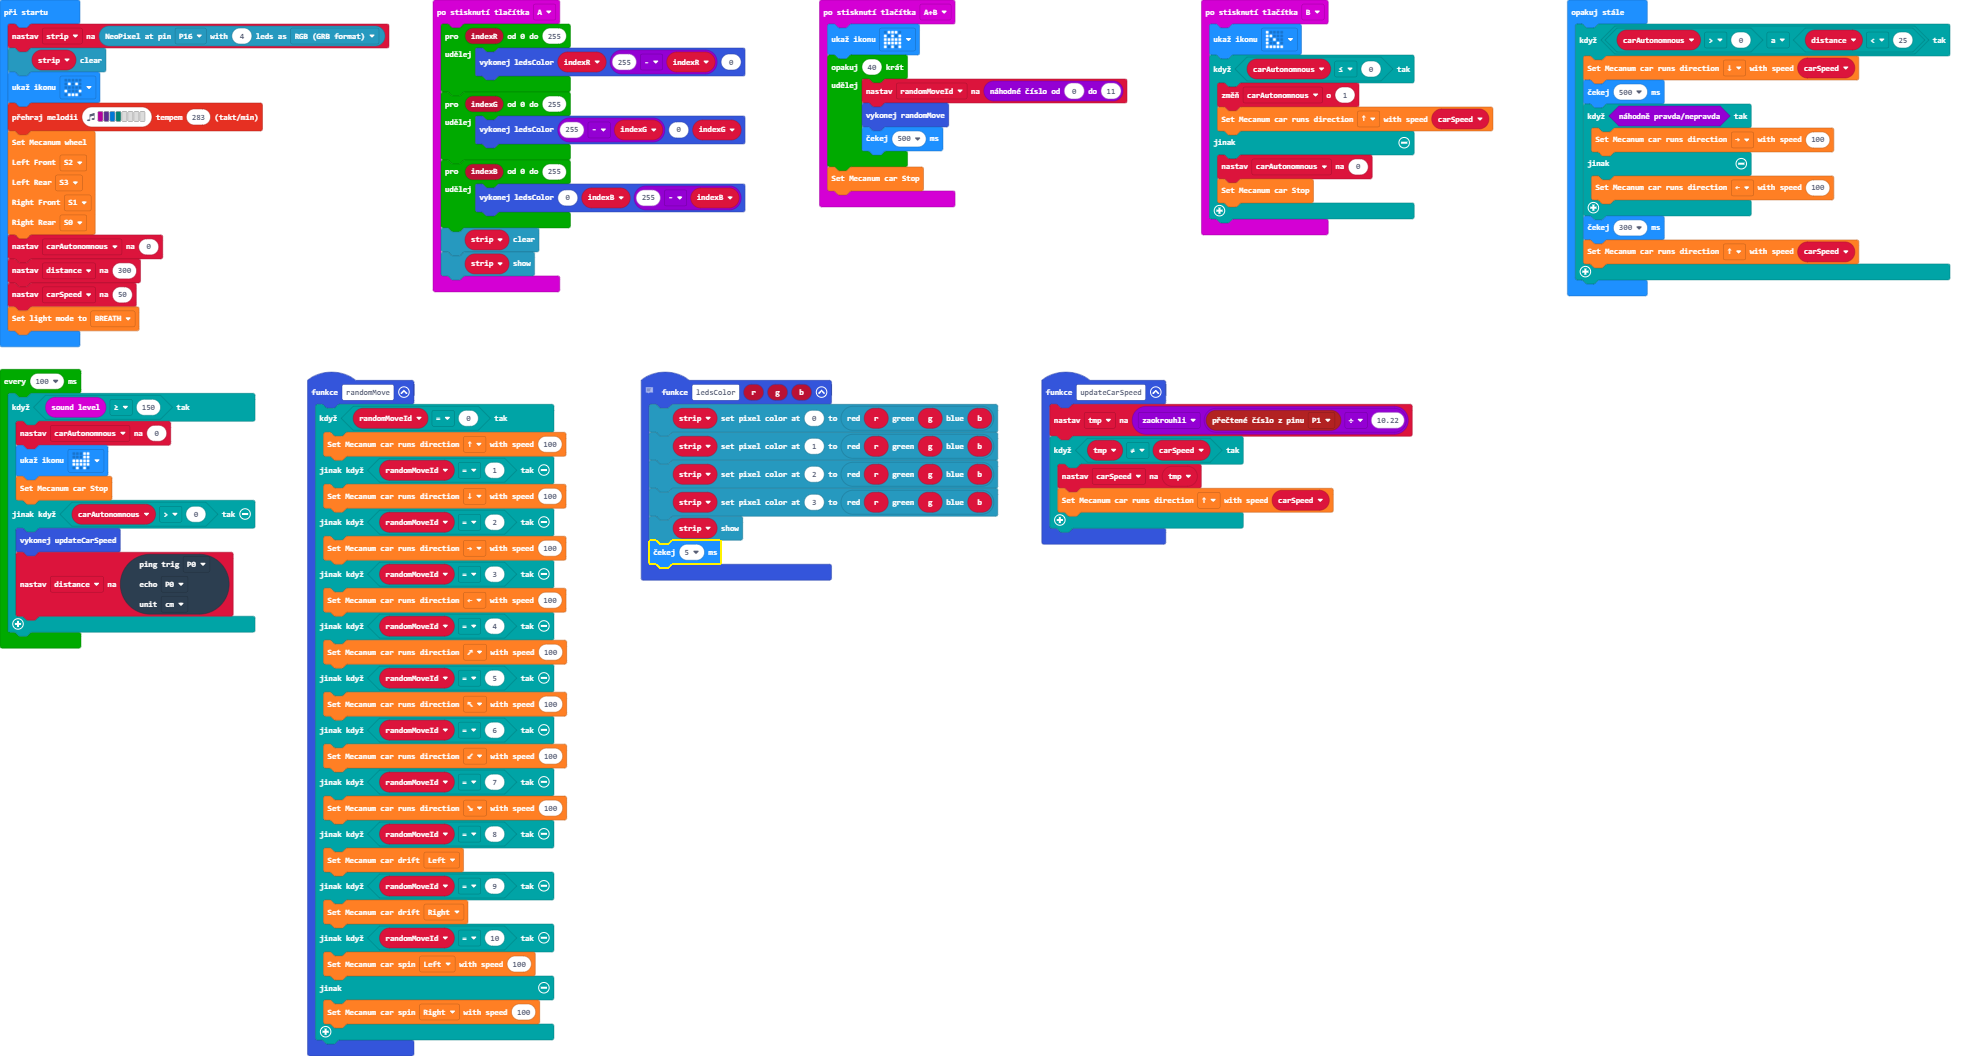 při startu
nastav strip na NeoPixel at pin P16 with 4 leds as RGB (GRB format)
strip clear
ukaž ikonu
přehraj melodii tempem 283 (takt/min)
Set Mecanum wheel
Left Front S2
Left Rear S3
Right Front S1
Right Rear S0
nastav carAutonomnous na 0
nastav distance na 300
nastav carSpeed na 50
Set light mode to BREATH
po stisknutí tlačítka A
pro indexR od 0 do 255
udělej vykonej ledsColor indexR 255 - indexR 0
pro indexG od 0 do 255
udělej vykonej ledsColor 255 - indexG 0 indexG
pro indexB od 0 do 255
udělej vykonej ledsColor 0 indexB 255 - indexB
strip clear
strip show
po stisknutí tlačítka A+B
ukaž ikonu
opakuj 40 krát
udělej nastav randomMoveId na náhodné číslo od 0 do 11
vykonej randomMove
čekej 500 ms
Set Mecanum car Stop
po stisknutí tlačítka B
ukaž ikonu
když carAutonomnous ≤ 0 tak
změň carAutonomnous o 1
Set Mecanum car runs direction ↑ with speed carSpeed
jinak
nastav carAutonomnous na 0
Set Mecanum car Stop
opakuj stále
když carAutonomnous > 0 a distance < 25 tak
Set Mecanum car runs direction ↓ with speed carSpeed
čekej 500 ms
když náhodně pravda/nepravda tak
Set Mecanum car runs direction → with speed 100
jinak
Set Mecanum car runs direction ← with speed 100
čekej 300 ms
Set Mecanum car runs direction ↑ with speed carSpeed
every 100 ms
když sound level ≥ 150 tak
nastav carAutonomnous na 0
ukaž ikonu
Set Mecanum car Stop
jinak když carAutonomnous > 0 tak
vykonej updateCarSpeed
nastav distance na ping trig P0
echo P0
unit cm
funkce randomMove
když randomMoveId = 0 tak
Set Mecanum car runs direction ↑ with speed 100
jinak když randomMoveId = 1 tak
Set Mecanum car runs direction ↓ with speed 100
jinak když randomMoveId = 2 tak
Set Mecanum car runs direction → with speed 100
jinak když randomMoveId = 3 tak
Set Mecanum car runs direction ← with speed 100
jinak když randomMoveId = 4 tak
Set Mecanum car runs direction ↗ with speed 100
jinak když randomMoveId = 5 tak
Set Mecanum car runs direction ↖ with speed 100
jinak když randomMoveId = 6 tak
Set Mecanum car runs direction ↙ with speed 100
jinak když randomMoveId = 7 tak
Set Mecanum car runs direction ↘ with speed 100
jinak když randomMoveId = 8 tak
Set Mecanum car drift Left
jinak když randomMoveId = 9 tak
Set Mecanum car drift Right
jinak když randomMoveId = 10 tak
Set Mecanum car spin Left with speed 100
jinak
Set Mecanum car spin Right with speed 100
funkce ledsColor r g b
strip set pixel color at 0 to red r green g blue b
strip set pixel color at 1 to red r green g blue b
strip set pixel color at 2 to red r green g blue b
strip set pixel color at 3 to red r green g blue b
strip show
čekej 5 ms
funkce updateCarSpeed
nastav tmp na zaokrouhli přečtené číslo z pinu P1 ÷ 10.22
když tmp ≠ carSpeed tak
nastav carSpeed na tmp
Set Mecanum car runs direction ↑ with speed carSpeed